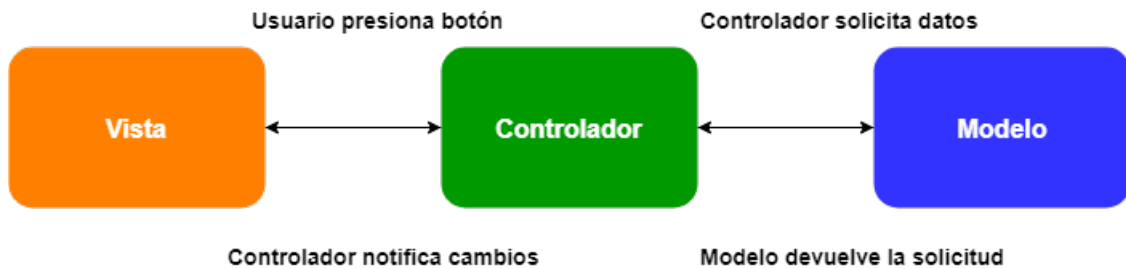 Usuario presiona botón
Controlador solicita datos
Vista
Controlador
Modelo
Controlador notifica cambios
Modelo devuelve la solicitud